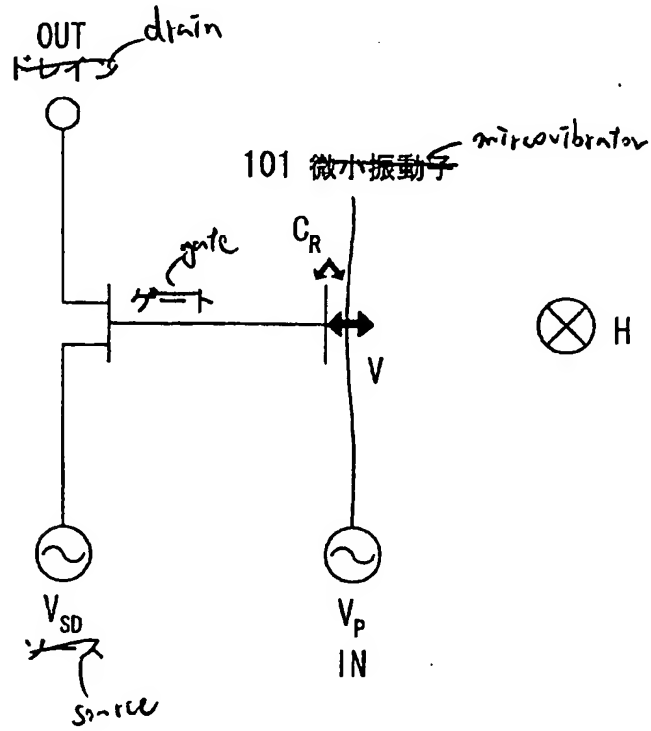 OUT
drain
ドレイン
101 微小振動子
mircovibrator
C_R
gate
ゲート
H
V
V_SD
V_P
ソース
IN
source